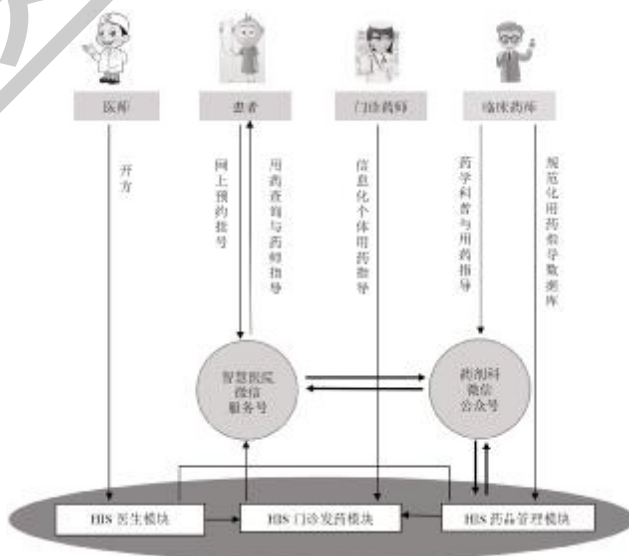 医师
患者
门诊药师
临床药师
开方
网上预约挂号
用药查询与药师指导
信息化个体用药指导
药学科普与用药指导
规范化用药指导数据库
智慧医院
微信
服务号
药剂科
微信
公众号
HIS 医生模块
HIS 门诊发药模块
HIS 药品管理模块